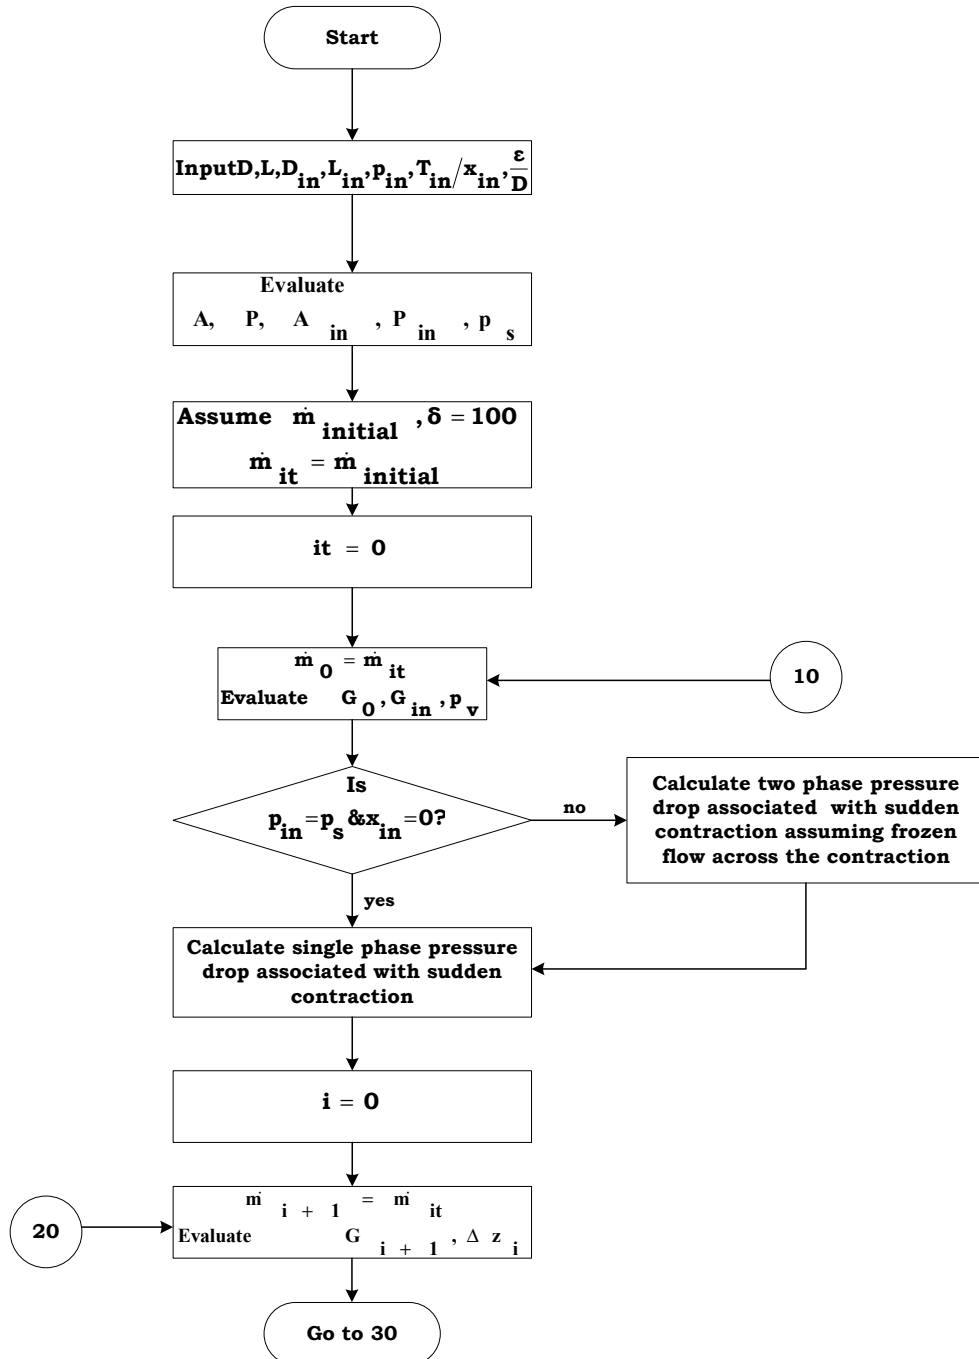 Start
InputD,L,D_in,L_in,p_in,T_in/x_in,ε/D
Evaluate
A, P, A_in, P_in, p_s
Assume ṁ_initial, δ = 100
ṁ_it = ṁ_initial
it = 0
ṁ_0 = ṁ_it
Evaluate G_0, G_in, p_v
10
Is
p_in=p_s&x_in=0?
no
Calculate two phase pressure
drop associated with sudden
contraction assuming frozen
flow across the contraction
yes
Calculate single phase pressure
drop associated with sudden
contraction
i = 0
20
ṁ_i + 1 = ṁ_it
Evaluate G_i + 1, Δ z_i
Go to 30